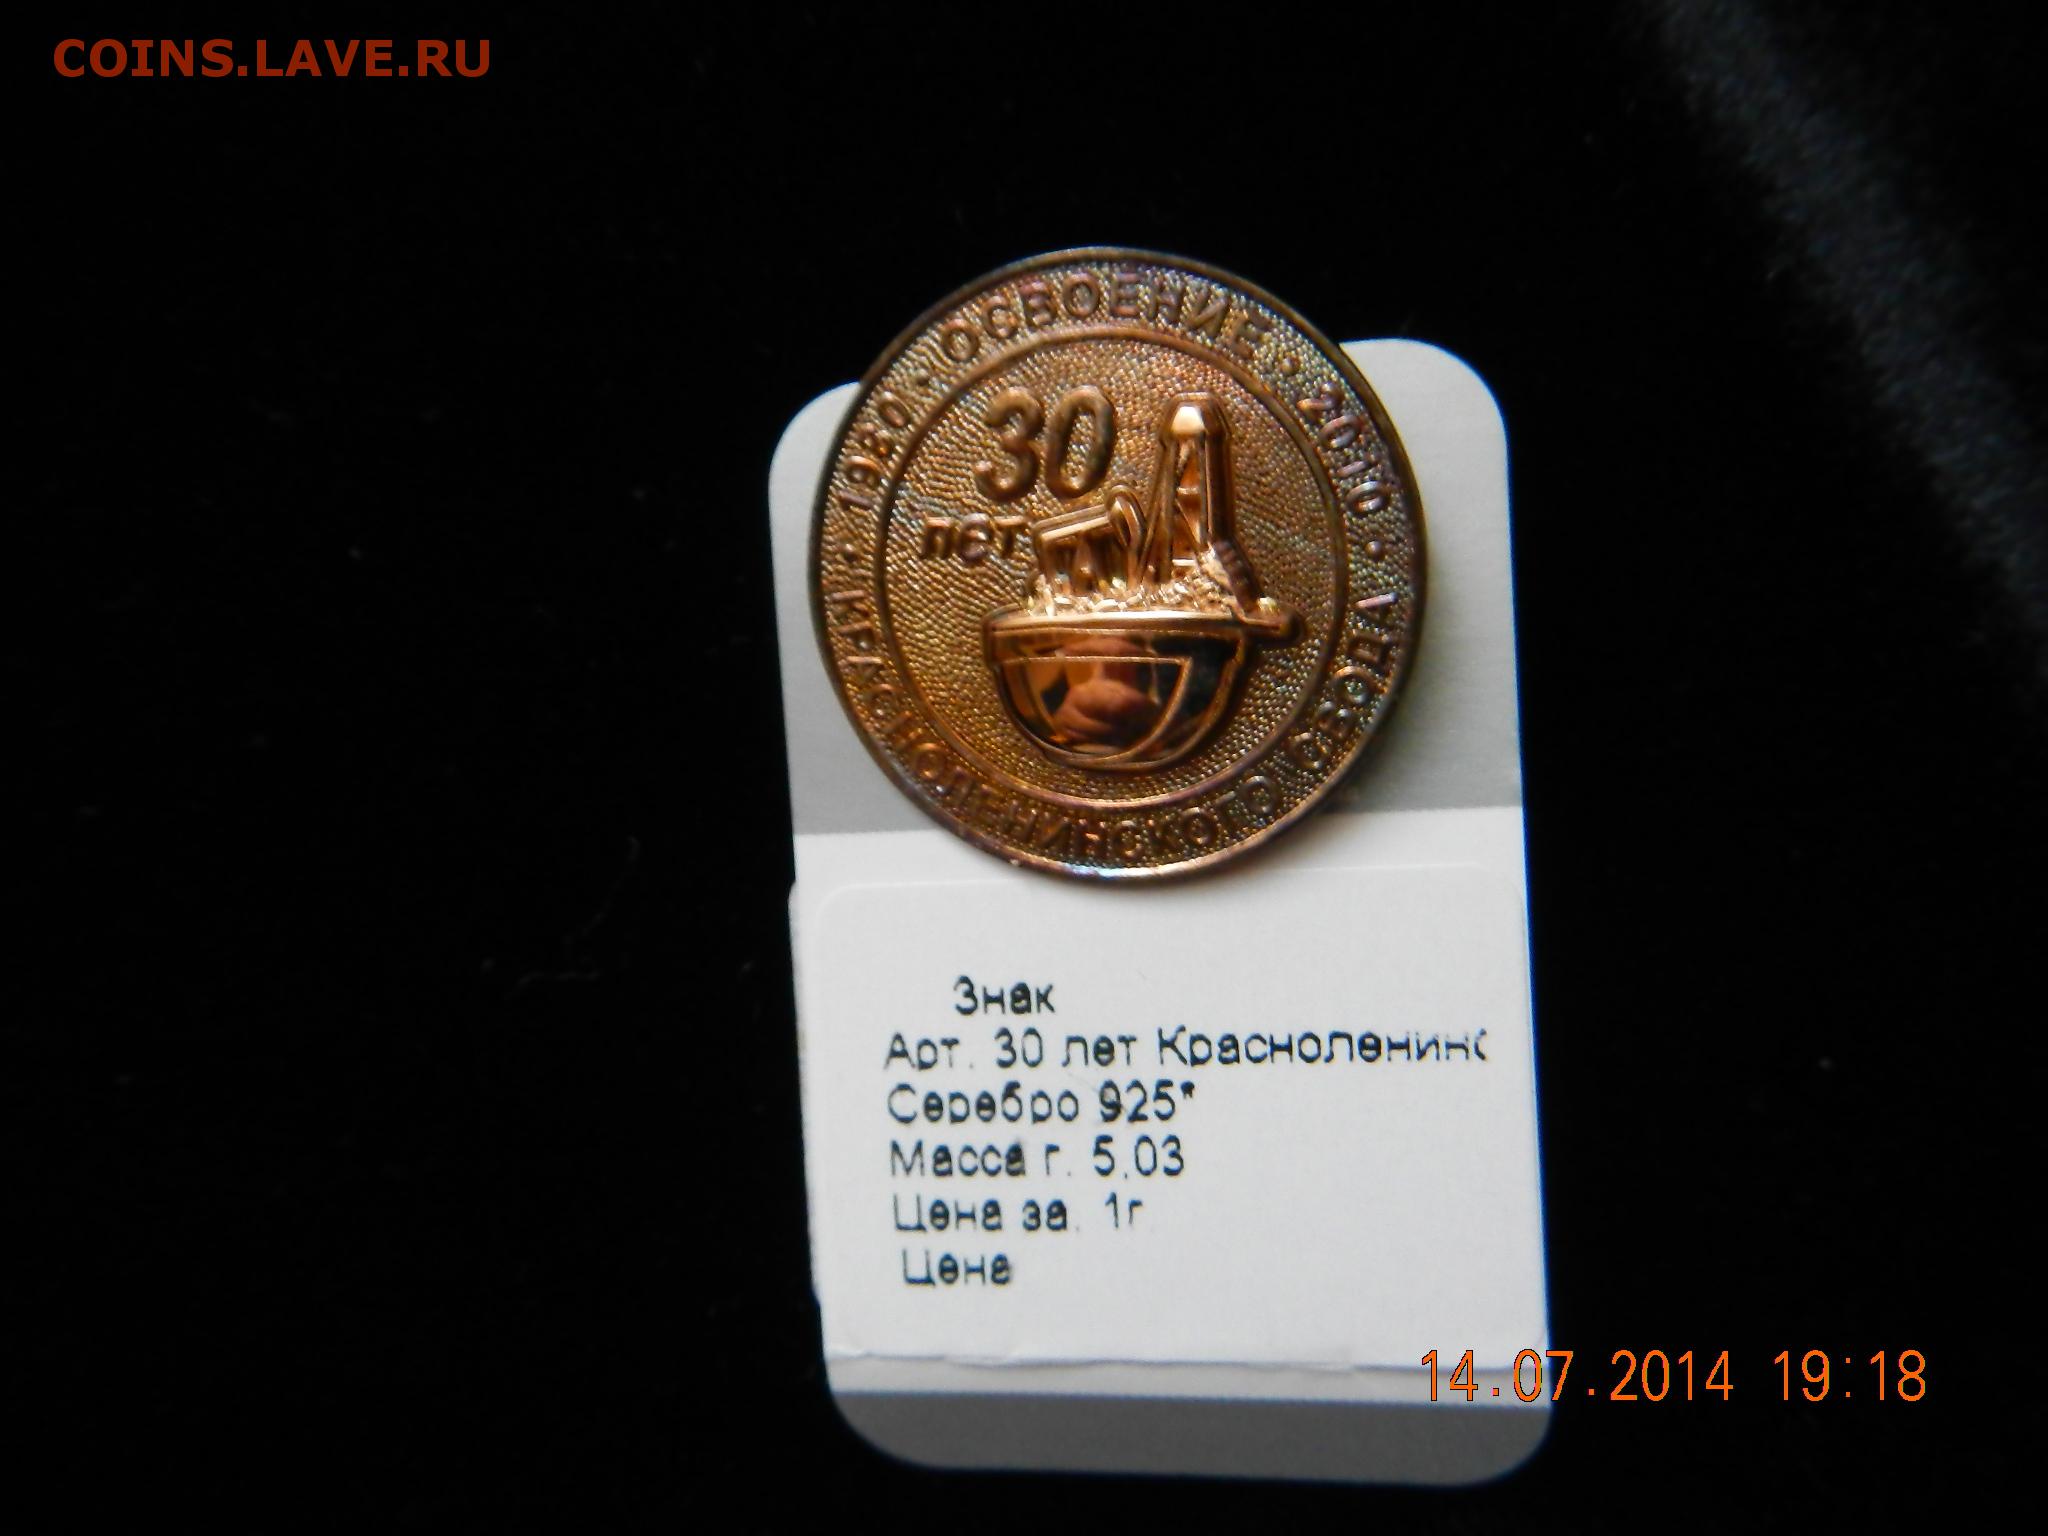 COINS.LAVE.RU
1980 · ОСВОЕНИЕ · 2010 ·
КРАСНОЛЕНИНСКОГО СВОДА
30
лет
Знак
Арт. 30 лет Красноленинс
Серебро 925*
Масса г. 5,03
Цена за. 1г.
Цена
14.07.2014 19:18